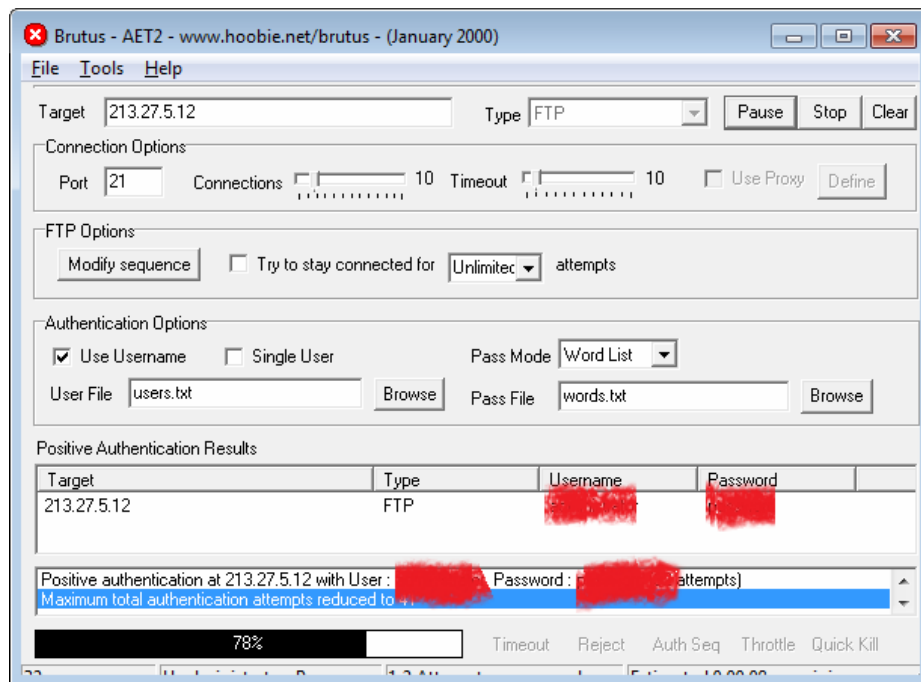 Brutus - AET2 - www.hoobie.net/brutus - (January 2000)
File Tools Help
Target 213.27.5.12 Type FTP Pause Stop Clear
Connection Options
Port 21 Connections 10 Timeout 10 Use Proxy Define
FTP Options
Modify sequence Try to stay connected for Unlimited attempts
Authentication Options
Use Username Single User Pass Mode Word List
User File users.txt Browse Pass File words.txt Browse
Positive Authentication Results
Target Type Username Password
213.27.5.12 FTP
Positive authentication at 213.27.5.12 with User : Password : attempts)
Maximum total authentication attempts reduced to
78% Timeout Reject Auth Seq Throttle Quick Kill